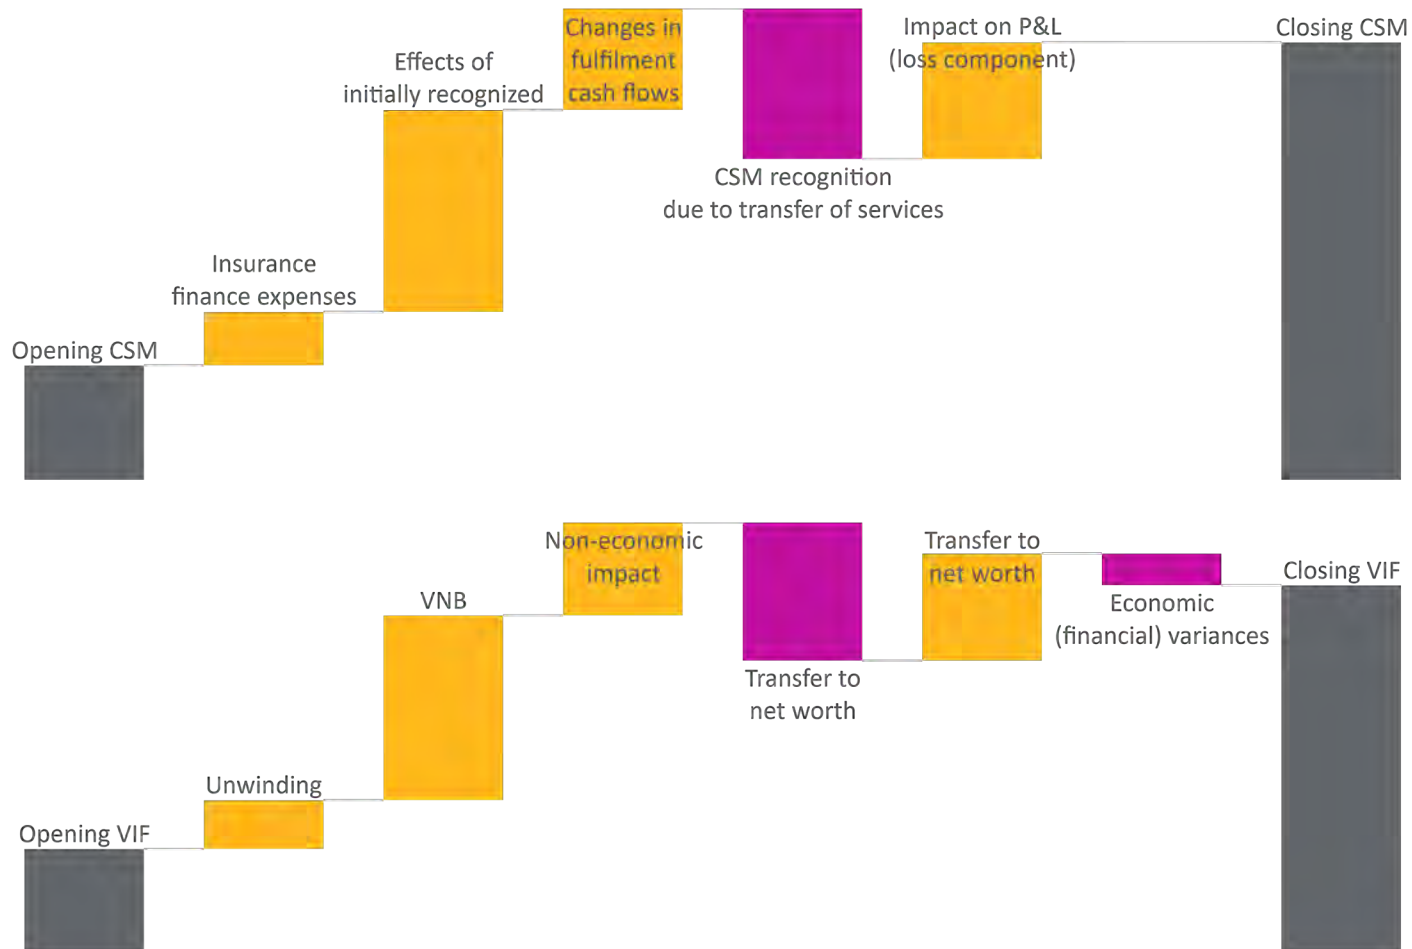 Changes in
fulfilment
cash flows
Impact on P&L
(loss component)
Closing CSM
Effects of
initially recognized
CSM recognition
due to transfer of services
Insurance
finance expenses
Opening CSM
Non-economic
impact
Transfer to
net worth
Closing VIF
VNB
Economic
(financial) variances
Transfer to
net worth
Unwinding
Opening VIF